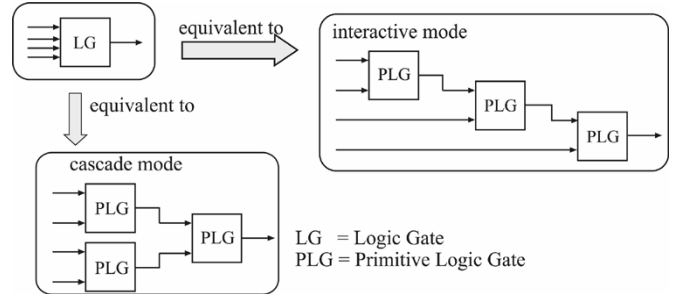 LG
equivalent to
interactive mode
PLG
PLG
PLG
equivalent to
cascade mode
PLG
PLG
PLG
LG = Logic Gate
PLG = Primitive Logic Gate